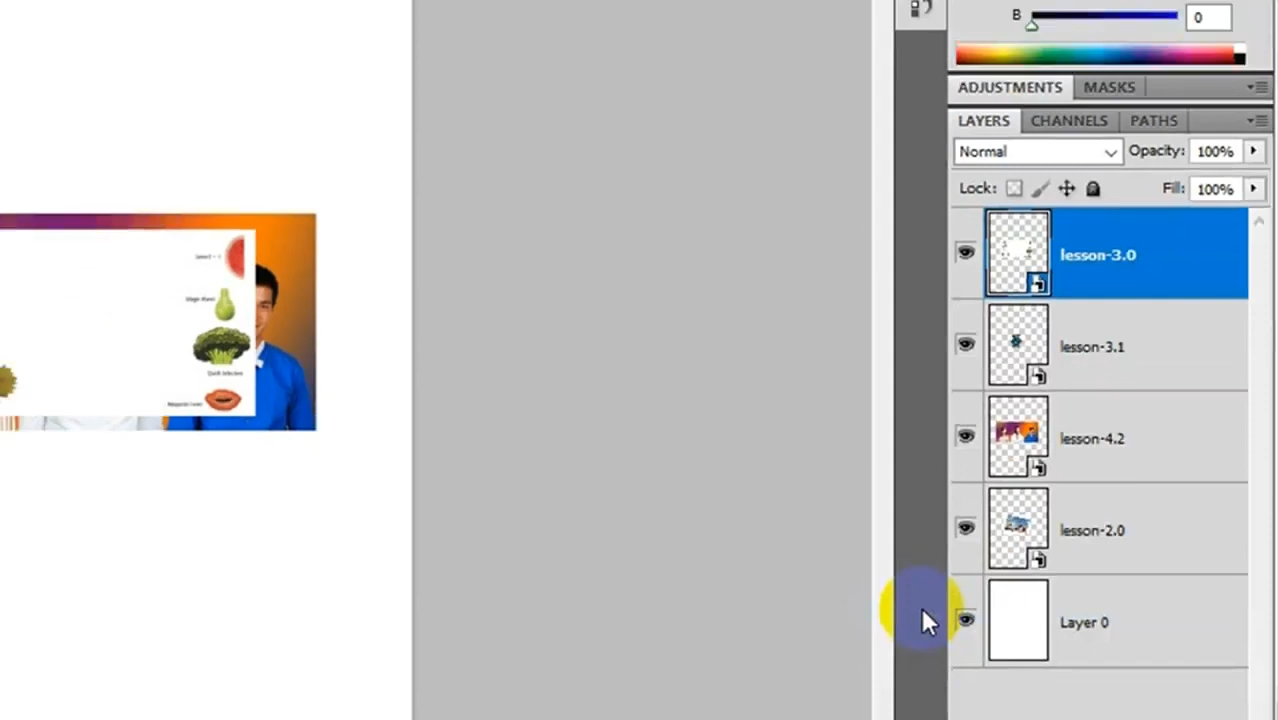 B 0
ADJUSTMENTS MASKS
LAYERS CHANNELS PATHS
Normal Opacity: 100%
Lock: Fill: 100%
lesson-3.0
lesson-3.1
lesson-4.2
lesson-2.0
Layer 0